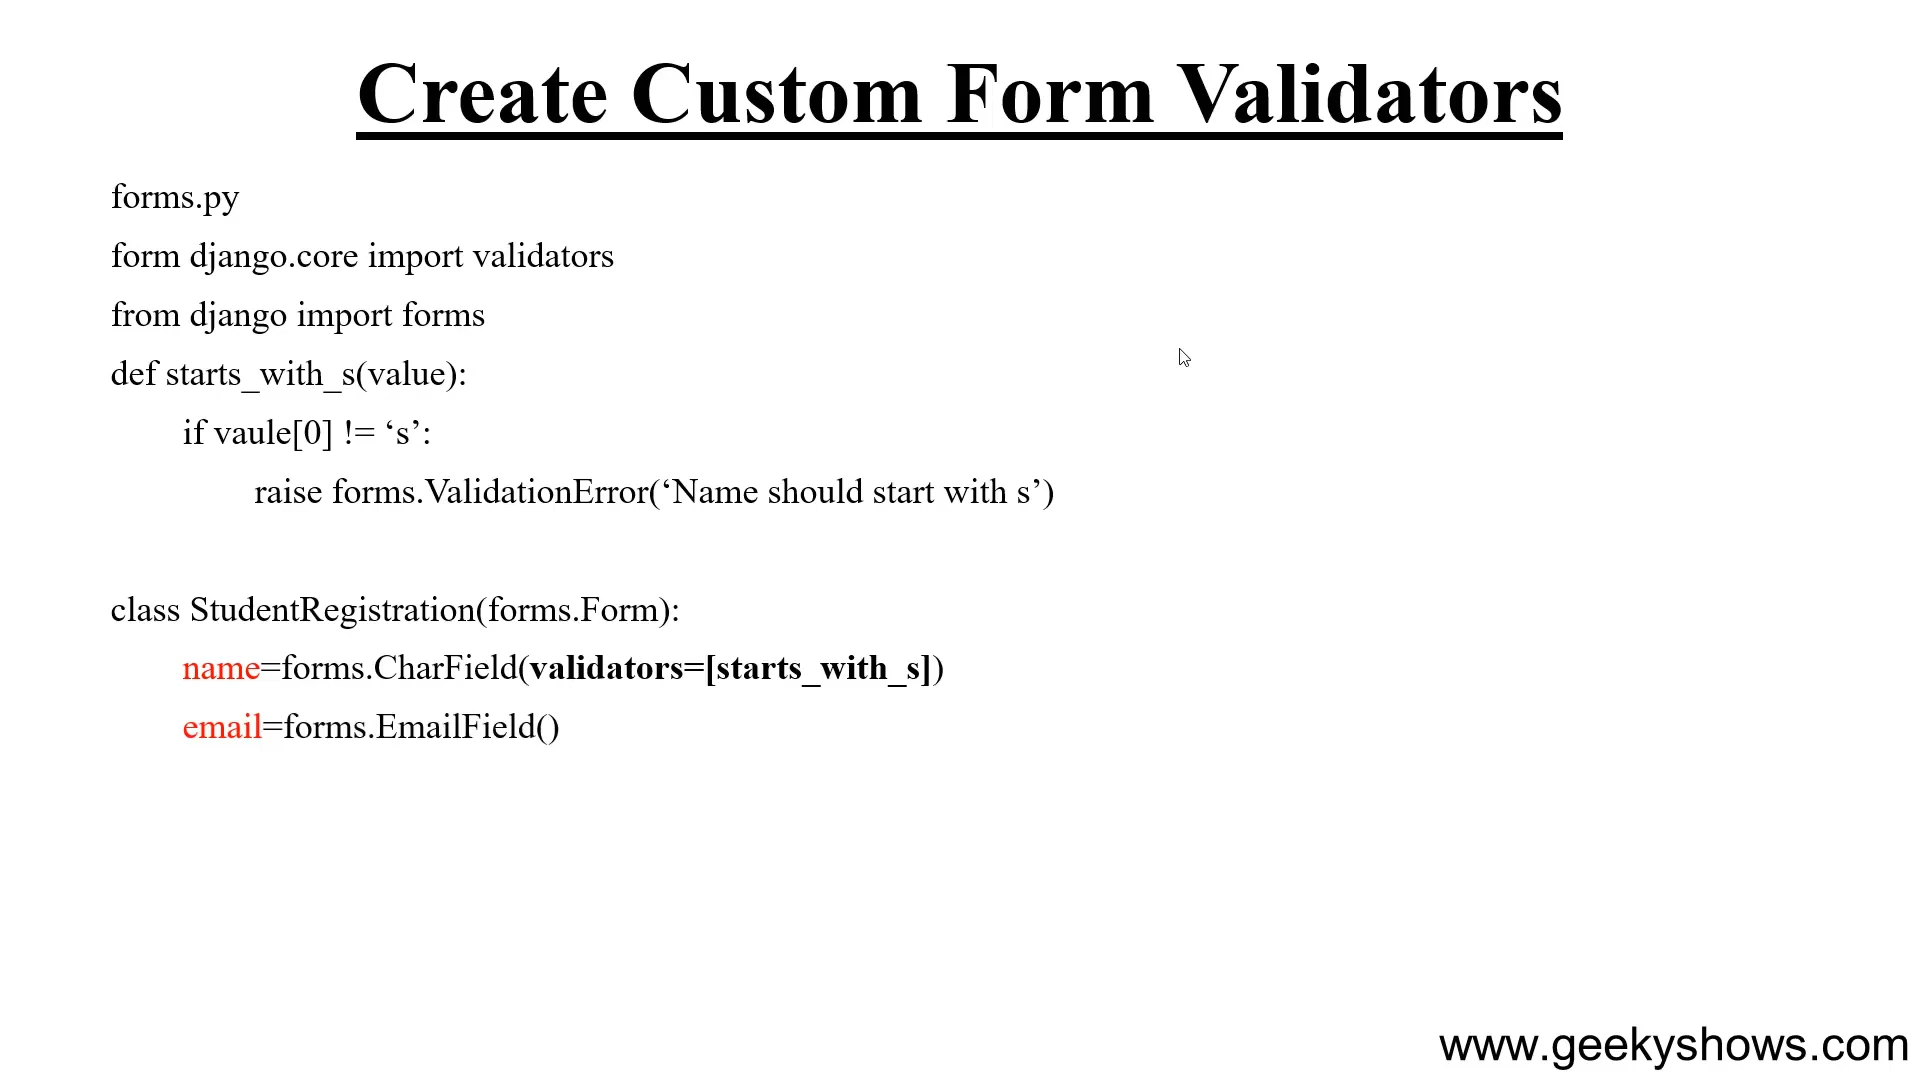 Create Custom Form Validators
forms.py
form django.core import validators
from django import forms
def starts_with_s(value):
if vaule[0] != ‘s’:
raise forms.ValidationError(‘Name should start with s’)
class StudentRegistration(forms.Form):
name=forms.CharField(validators=[starts_with_s])
email=forms.EmailField()
www.geekyshows.com